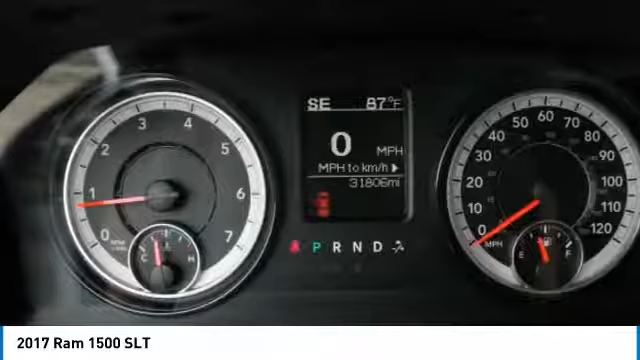 SE 87°F
0 MPH
MPH to km/h
31806mi
P R N D
0 1 2 3 4 5 6 7
C H
0 10 20 30 40 50 60 70 80 90 100 110 120
MPH
E F
2017 Ram 1500 SLT